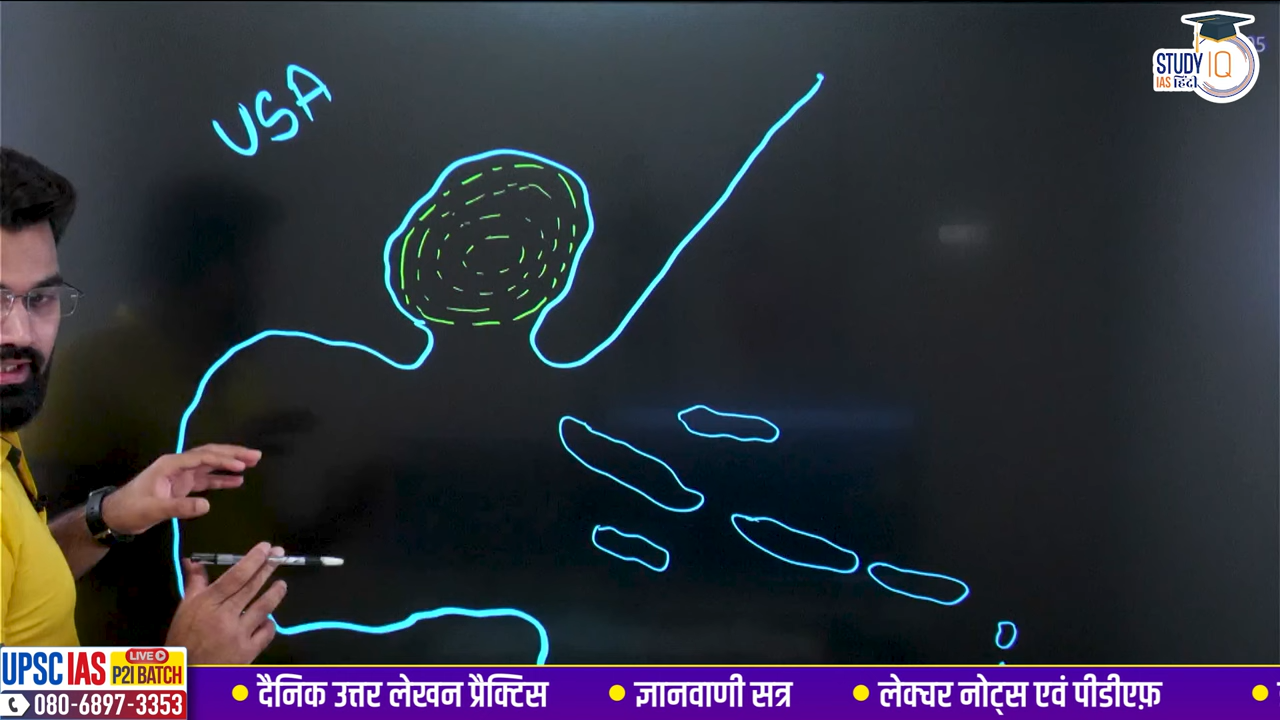 USA
STUDY IQ
IAS हिंदी
UPSC IAS LIVE P2I BATCH
080-6897-3353
दैनिक उत्तर लेखन प्रैक्टिस
ज्ञानवाणी सत्र
लेक्चर नोट्स एवं पीडीएफ़